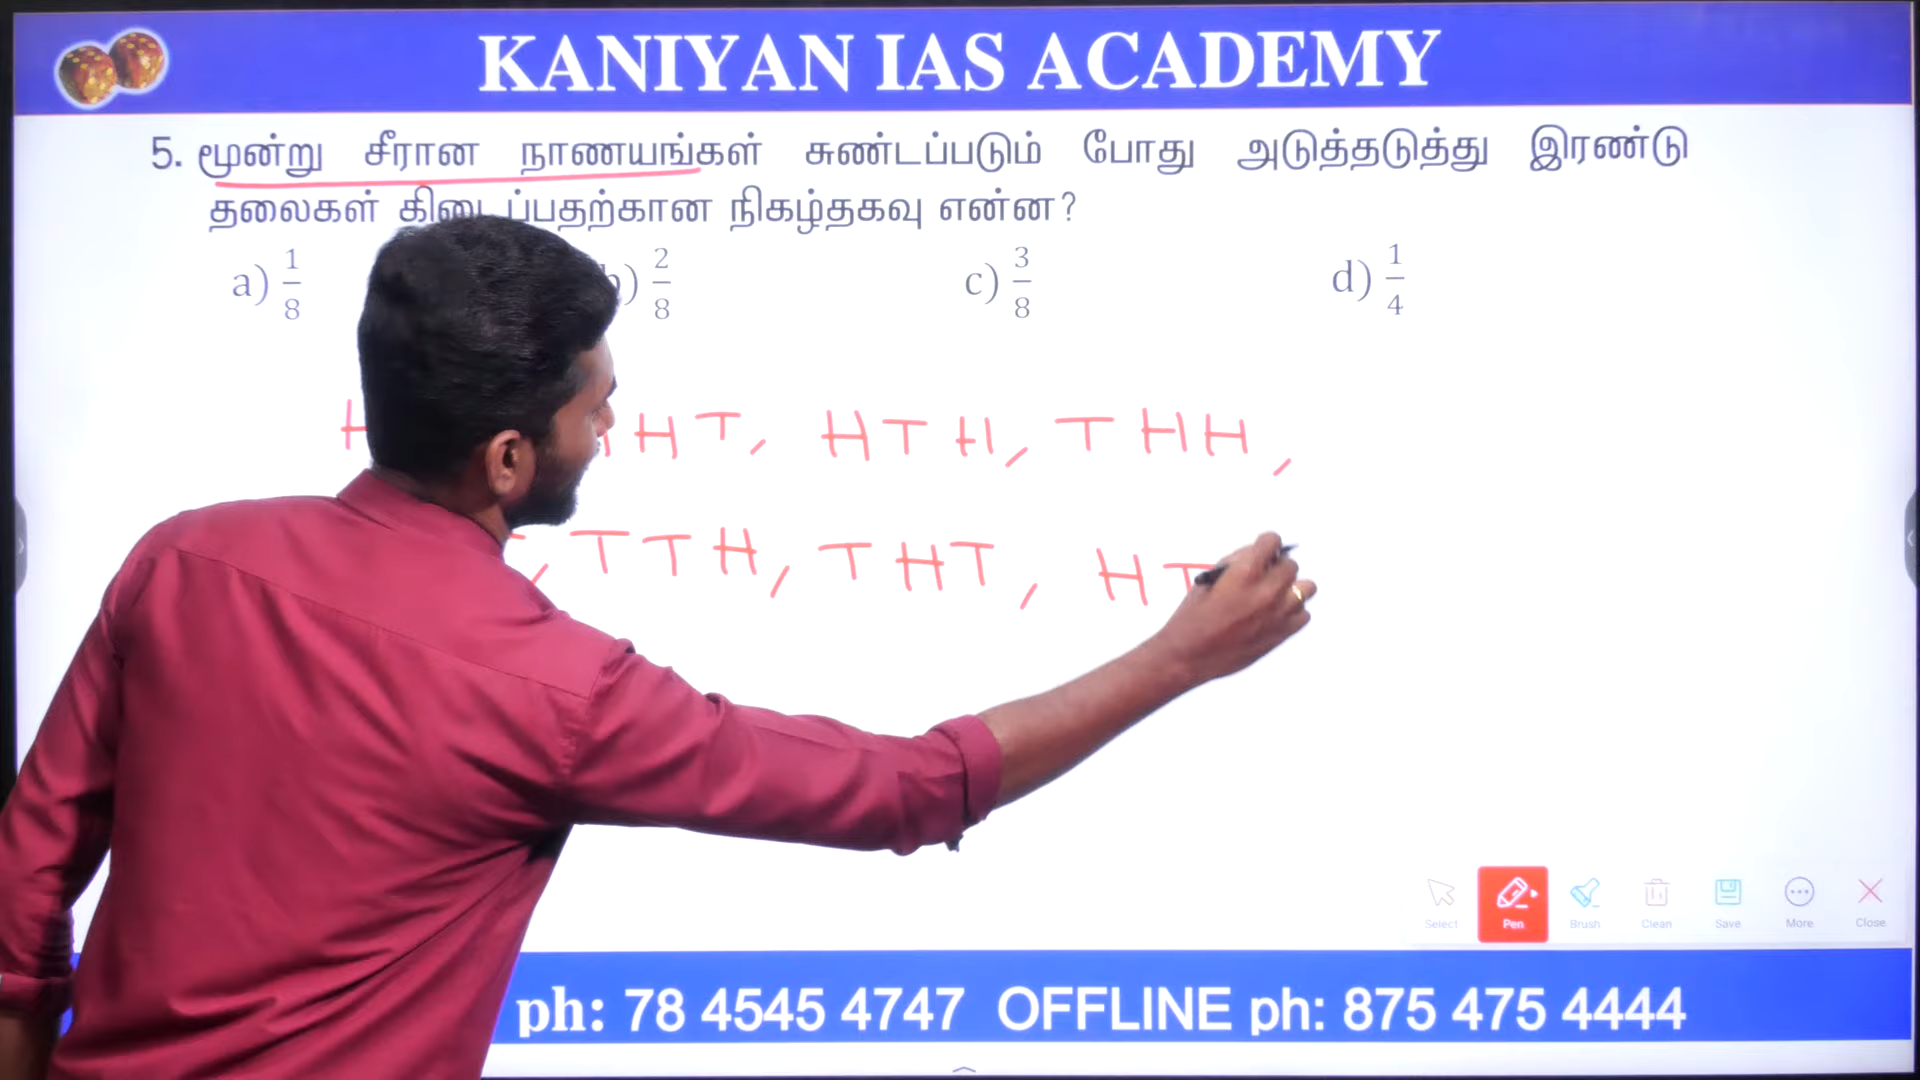 KANIYAN IAS ACADEMY
5. மூன்று சீரான நாணயங்கள் சுண்டப்படும் போது அடுத்தடுத்து இரண்டு
தலைகள் கிடைப்பதற்கான நிகழ்தகவு என்ன?
a) 1/8 b) 2/8 c) 3/8 d) 1/4
H HT, HTH, THH,
, TTH, THT, HT
Select Pen Brush Clean Save More Close
ph: 78 4545 4747 OFFLINE ph: 875 475 4444